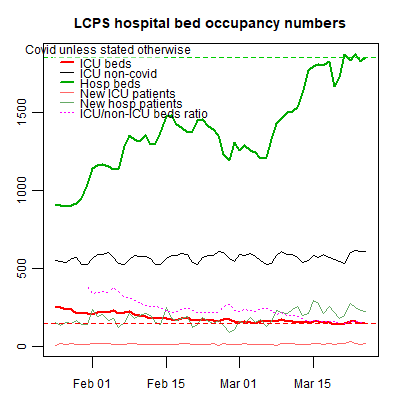 LCPS hospital bed occupancy numbers
Covid unless stated otherwise
ICU beds
ICU non-covid
Hosp beds
New ICU patients
New hosp patients
ICU/non-ICU beds ratio
1500
1000
500
0
Feb 01
Feb 15
Mar 01
Mar 15